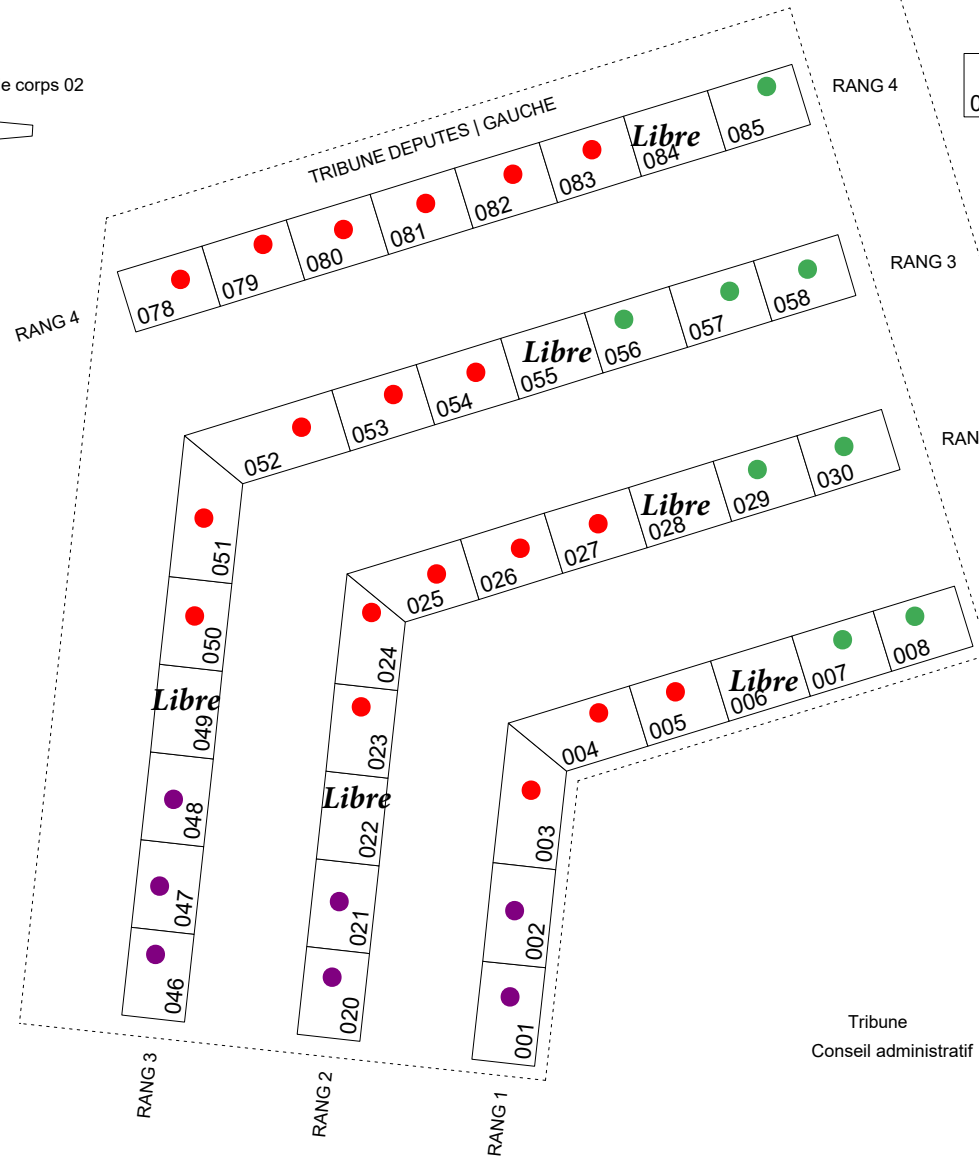 e corps 02
TRIBUNE DEPUTES | GAUCHE
RANG 4
0
RANG 4
078
079
080
081
082
083
Libre
084
085
RANG 3
052
053
054
Libre
055
056
057
058
051
050
Libre
049
048
047
046
RANG 3
RAN
025
026
027
Libre
028
029
030
024
023
Libre
022
021
020
RANG 2
004
005
Libre
006
007
008
003
002
001
RANG 1
Tribune
Conseil administratif